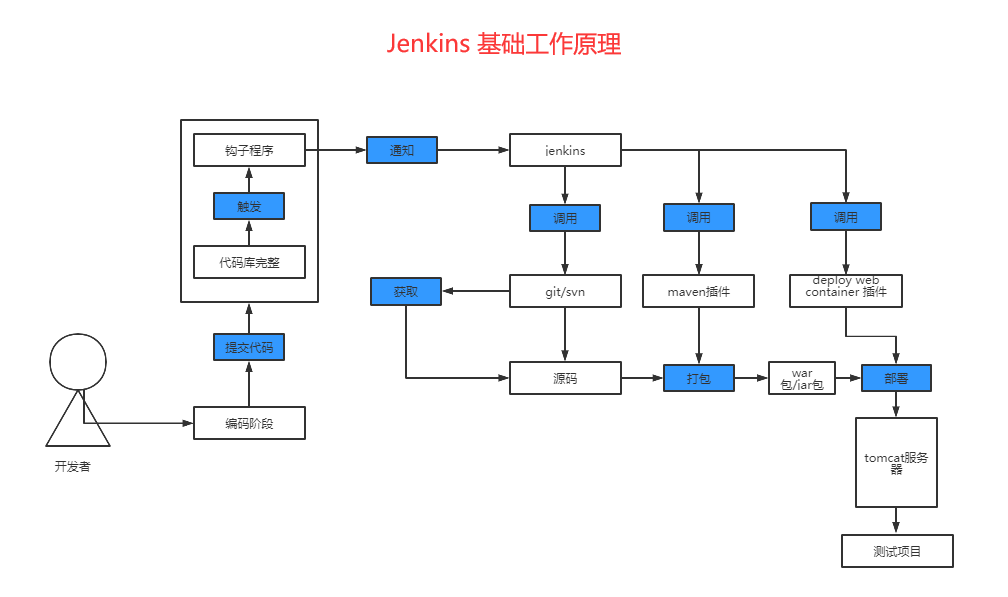 Jenkins 基础工作原理
钩子程序
通知
jenkins
触发
调用
调用
调用
代码库完整
获取
git/svn
maven插件
deploy web
container 插件
提交代码
源码
打包
war
包/jar包
部署
编码阶段
开发者
tomcat服务
器
测试项目